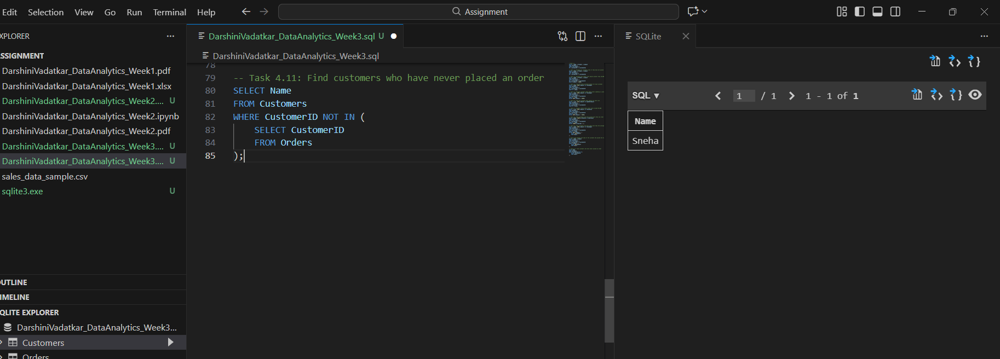 Edit Selection View Go Run Terminal Help
Assignment
XPLORER
SSIGNMENT
DarshiniVadatkar_DataAnalytics_Week1.pdf
DarshiniVadatkar_DataAnalytics_Week1.xlsx
DarshiniVadatkar_DataAnalytics_Week2.... U
DarshiniVadatkar_DataAnalytics_Week2.ipynb
DarshiniVadatkar_DataAnalytics_Week2.pdf
DarshiniVadatkar_DataAnalytics_Week3.... U
DarshiniVadatkar_DataAnalytics_Week3.... U
sales_data_sample.csv
sqlite3.exe U
OUTLINE
IMELINE
QLITE EXPLORER
DarshiniVadatkar_DataAnalytics_Week3...
Customers
Orders
DarshiniVadatkar_DataAnalytics_Week3.sql U
DarshiniVadatkar_DataAnalytics_Week3.sql
78
79 -- Task 4.11: Find customers who have never placed an order
80 SELECT Name
81 FROM Customers
82 WHERE CustomerID NOT IN (
83 SELECT CustomerID
84 FROM Orders
85 );
SQLite
SQL ▼ 1 / 1 1 - 1 of 1
Name
Sneha